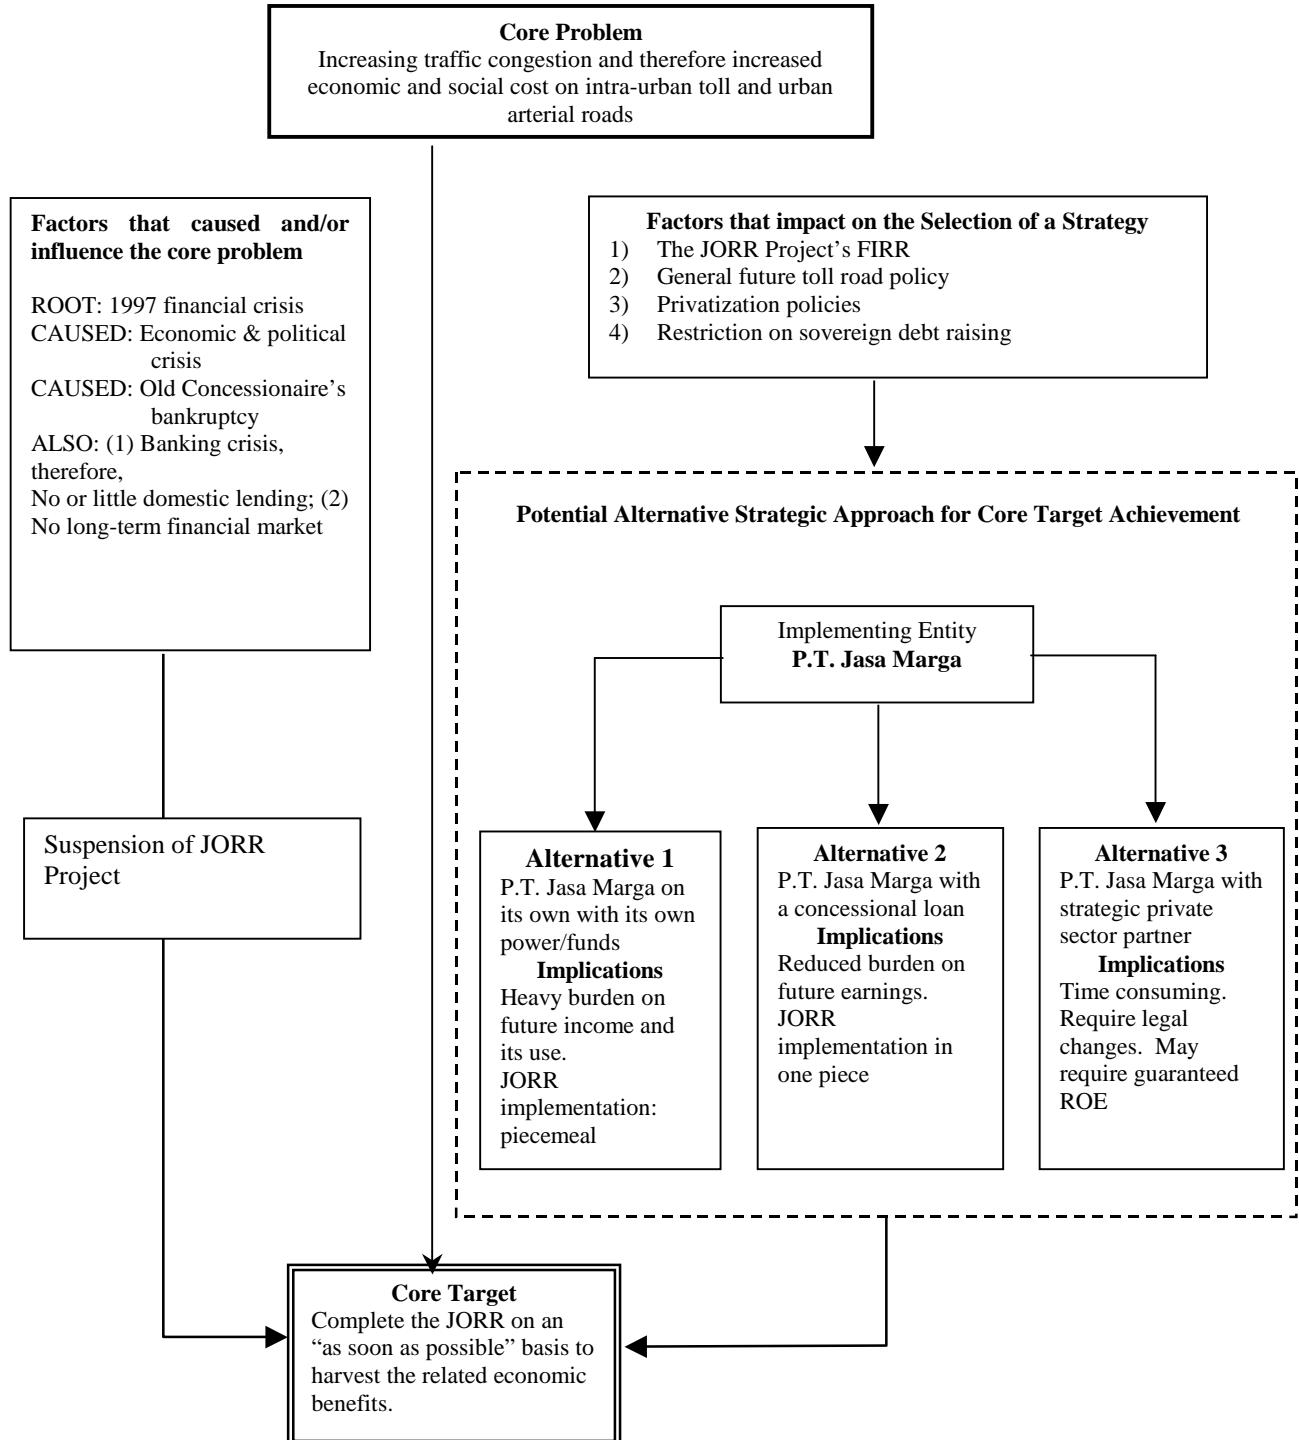 Core Problem
Increasing traffic congestion and therefore increased
economic and social cost on intra-urban toll and urban
arterial roads
Factors that caused and/or
influence the core problem
ROOT: 1997 financial crisis
CAUSED: Economic & political
crisis
CAUSED: Old Concessionaire’s
bankruptcy
ALSO: (1) Banking crisis,
therefore,
No or little domestic lending; (2)
No long-term financial market
Factors that impact on the Selection of a Strategy
1) The JORR Project’s FIRR
2) General future toll road policy
3) Privatization policies
4) Restriction on sovereign debt raising
Potential Alternative Strategic Approach for Core Target Achievement
Implementing Entity
P.T. Jasa Marga
Suspension of JORR
Project
Alternative 1
P.T. Jasa Marga on
its own with its own
power/funds
Implications
Heavy burden on
future income and
its use.
JORR
implementation:
piecemeal
Alternative 2
P.T. Jasa Marga with
a concessional loan
Implications
Reduced burden on
future earnings.
JORR
implementation in
one piece
Alternative 3
P.T. Jasa Marga with
strategic private
sector partner
Implications
Time consuming.
Require legal
changes.  May
require guaranteed
ROE
Core Target
Complete the JORR on an
“as soon as possible” basis to
harvest the related economic
benefits.